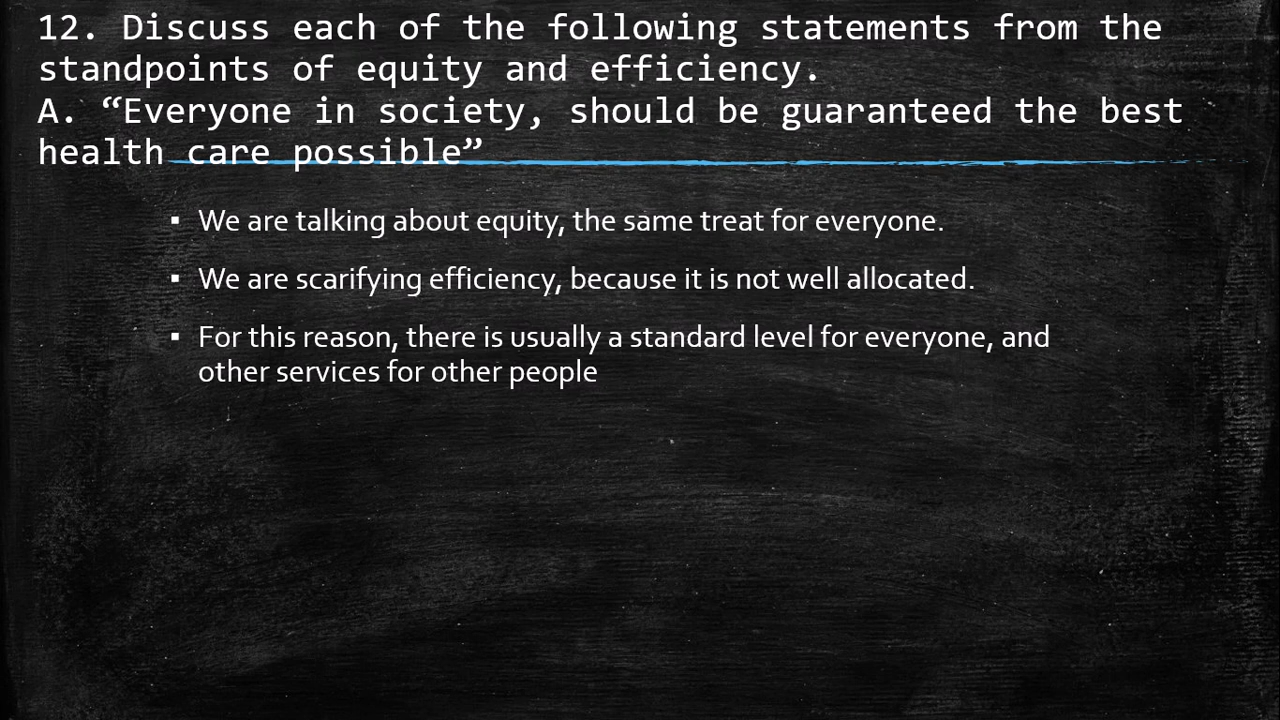 12. Discuss each of the following statements from the
standpoints of equity and efficiency.
A. “Everyone in society, should be guaranteed the best
health care possible”
▪ We are talking about equity, the same treat for everyone.
▪ We are scarifying efficiency, because it is not well allocated.
▪ For this reason, there is usually a standard level for everyone, and
other services for other people